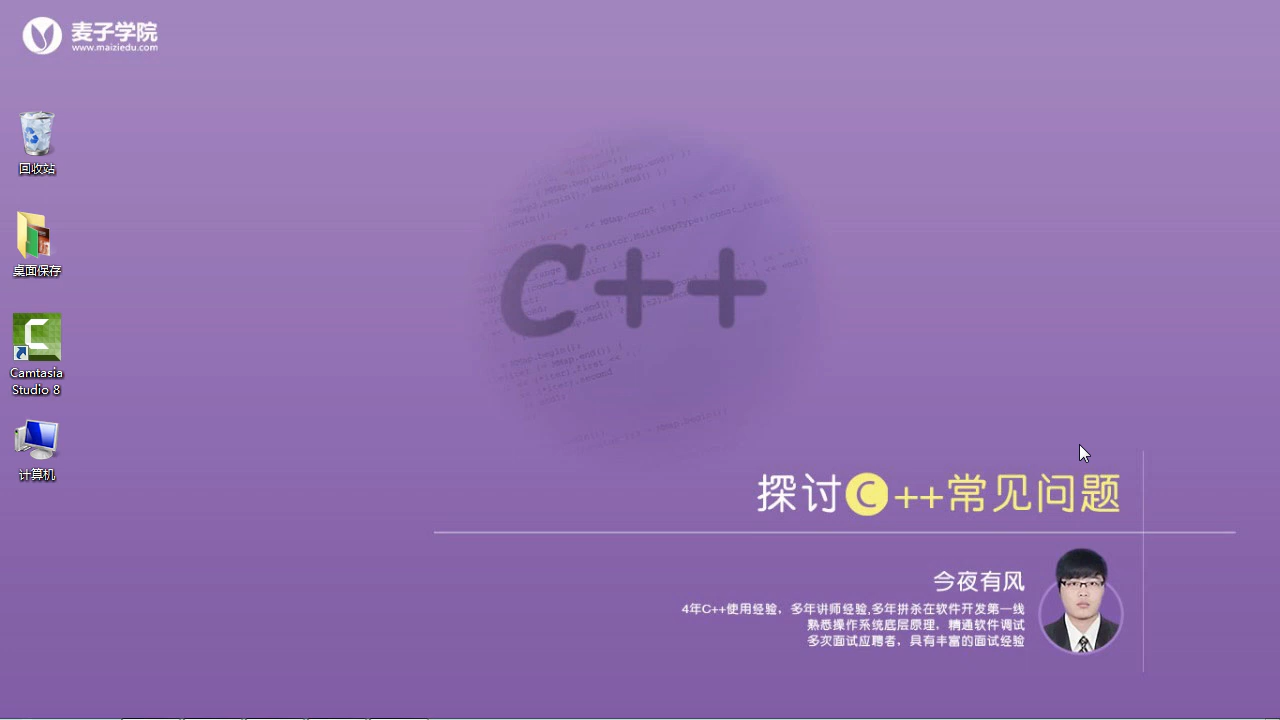 麦子学院
www.maiziedu.com
回收站
桌面保存
Camtasia
Studio 8
计算机
C++
探讨C++常见问题
今夜有风
4年C++使用经验，多年讲师经验,多年拼杀在软件开发第一线
熟悉操作系统底层原理，精通软件调试
多次面试应聘者，具有丰富的面试经验